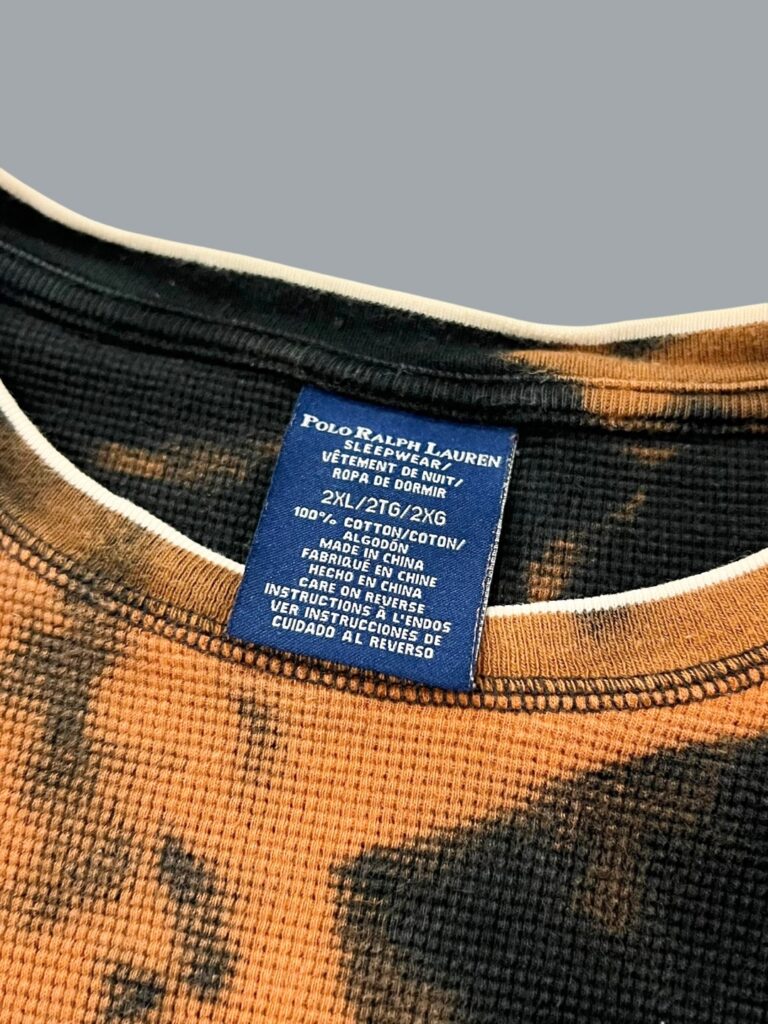 POLO RALPH LAUREN
SLEEPWEAR/
VÊTEMENT DE NUIT/
ROPA DE DORMIR
2XL/2TG/2XG
100% COTTON/COTON/
ALGODÓN
MADE IN CHINA
FABRIQUÉ EN CHINE
HECHO EN CHINA
CARE ON REVERSE
INSTRUCTIONS À L'ENDOS
VER INSTRUCCIONES DE
CUIDADO AL REVERSO